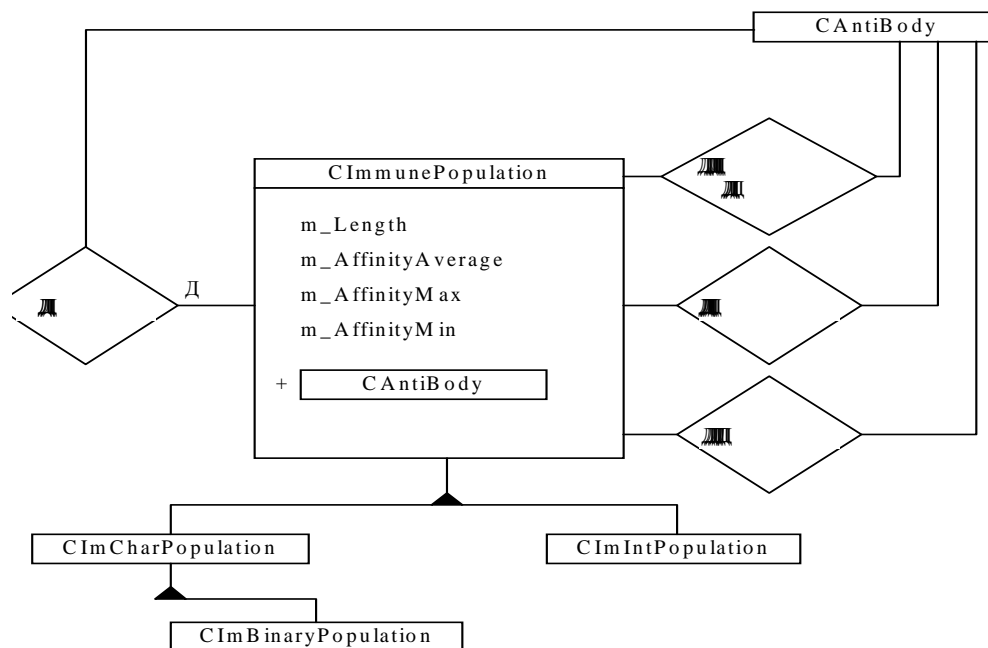 CAntiBody
CImmunePopulation
m_Length
m_AffinityAverage
Д
m_AffinityMax
m_AffinityMin
+ CAntiBody
CImCharPopulation
CImIntPopulation
CImBinaryPopulation